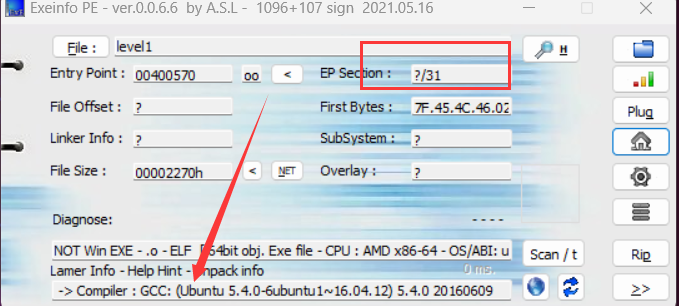 Exeinfo PE - ver.0.0.6.6 by A.S.L - 1096+107 sign 2021.05.16
File : level1 H
Entry Point : 00400570 oo < EP Section : ?/31
File Offset : ? First Bytes : 7F.45.4C.46.02
Plug
Linker Info : ? SubSystem : ?
File Size : 00002270h < NET Overlay : ?
Diagnose: - - - -
NOT Win EXE - .o - ELF 64bit obj. Exe file - CPU : AMD x86-64 - OS/ABI: u Scan / t Rip
Lamer Info - Help Hint - Unpack info 0 ms.
-> Compiler : GCC: (Ubuntu 5.4.0-6ubuntu1~16.04.12) 5.4.0 20160609 >>